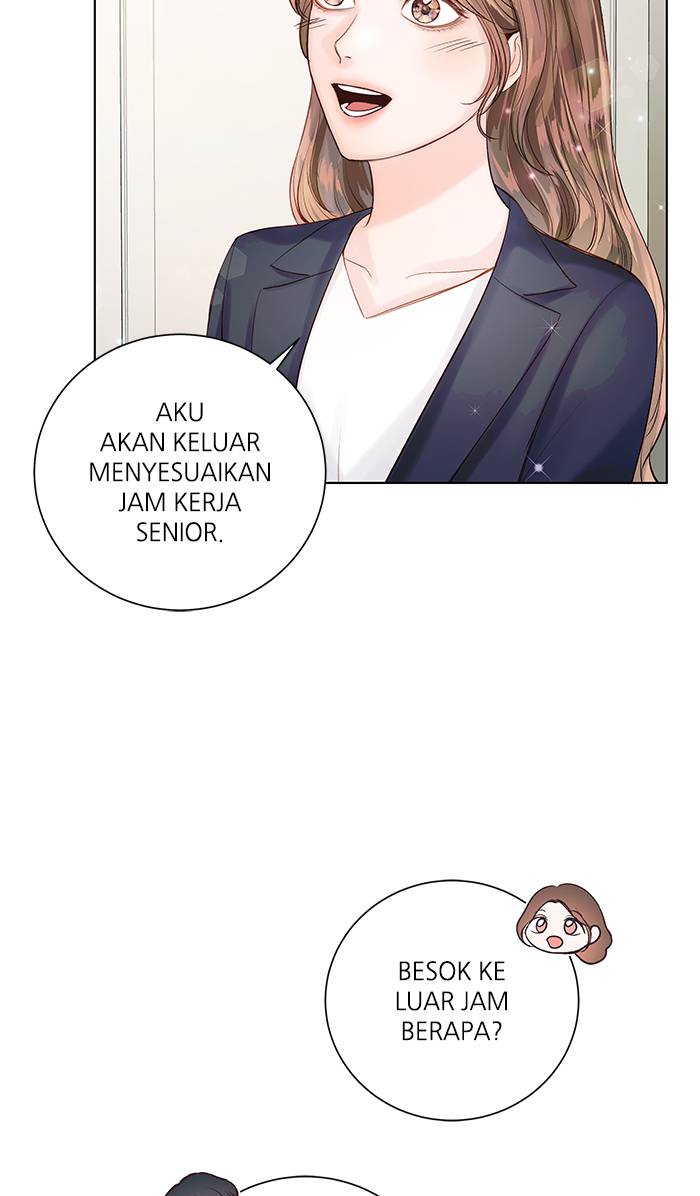 AKU
AKAN KELUAR
MENYESUAIKAN
JAM KERJA
SENIOR.
BESOK KE
LUAR JAM
BERAPA?